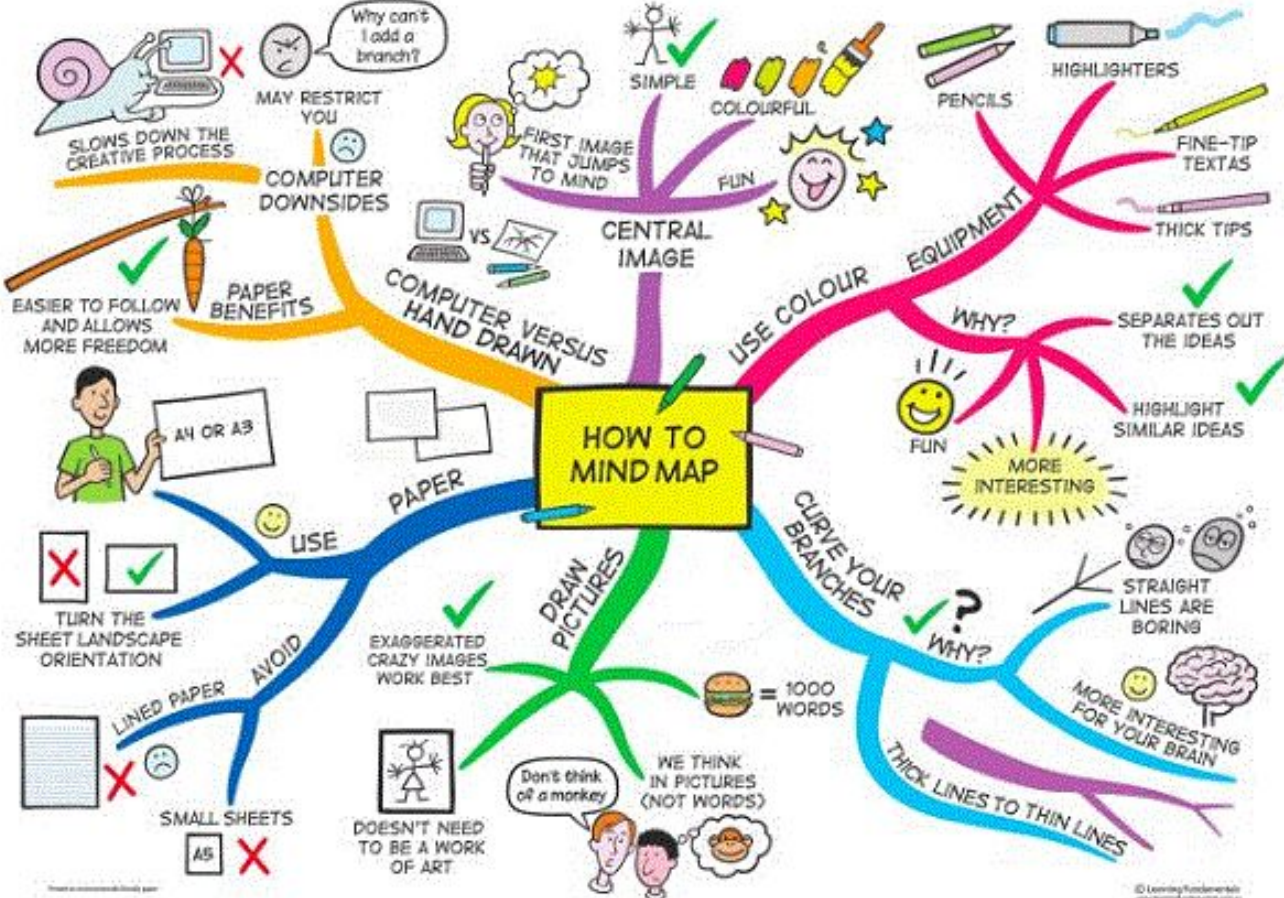 HOW TO
MIND MAP
CENTRAL
IMAGE
FIRST IMAGE
THAT JUMPS
TO MIND
SIMPLE
COLOURFUL
FUN
USE COLOUR
EQUIPMENT
PENCILS
HIGHLIGHTERS
FINE-TIP
TEXTAS
THICK TIPS
WHY?
SEPARATES OUT
THE IDEAS
HIGHLIGHT
SIMILAR IDEAS
MORE
INTERESTING
FUN
CURVE YOUR
BRANCHES
?
WHY?
STRAIGHT
LINES ARE
BORING
MORE INTERESTING
FOR YOUR BRAIN
THICK LINES TO THIN LINES
DRAW
PICTURES
= 1000
WORDS
WE THINK
IN PICTURES
(NOT WORDS)
Don't think
of a monkey
DOESN'T NEED
TO BE A WORK
OF ART
EXAGGERATED
CRAZY IMAGES
WORK BEST
PAPER
USE
A4 OR A3
TURN THE
SHEET LANDSCAPE
ORIENTATION
AVOID
LINED PAPER
SMALL SHEETS
A5
COMPUTER VERSUS
HAND DRAWN
VS
PAPER
BENEFITS
EASIER TO FOLLOW
AND ALLOWS
MORE FREEDOM
COMPUTER
DOWNSIDES
SLOWS DOWN THE
CREATIVE PROCESS
MAY RESTRICT
YOU
Why can't
I add a
branch?
© Learning Fundamentals